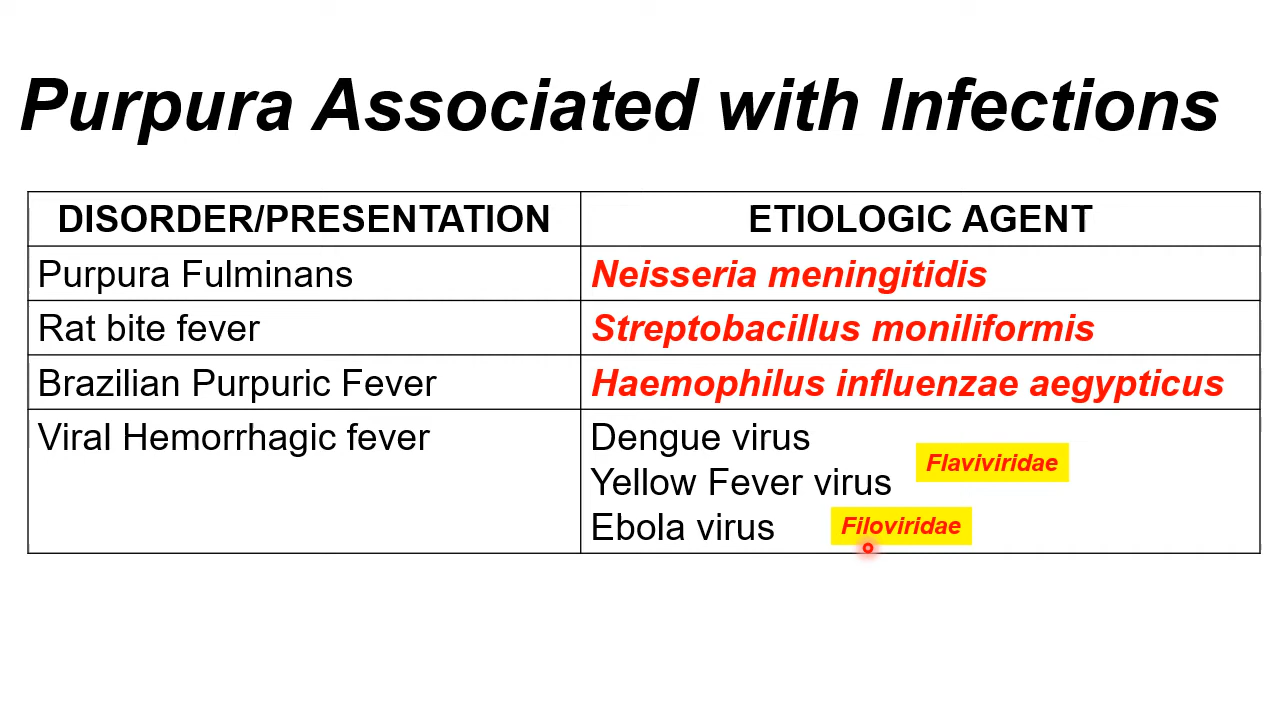 Purpura Associated with Infections
DISORDER/PRESENTATION ETIOLOGIC AGENT
Purpura Fulminans Neisseria meningitidis
Rat bite fever Streptobacillus moniliformis
Brazilian Purpuric Fever Haemophilus influenzae aegypticus
Viral Hemorrhagic fever Dengue virus
Flaviviridae
Yellow Fever virus
Ebola virus Filoviridae